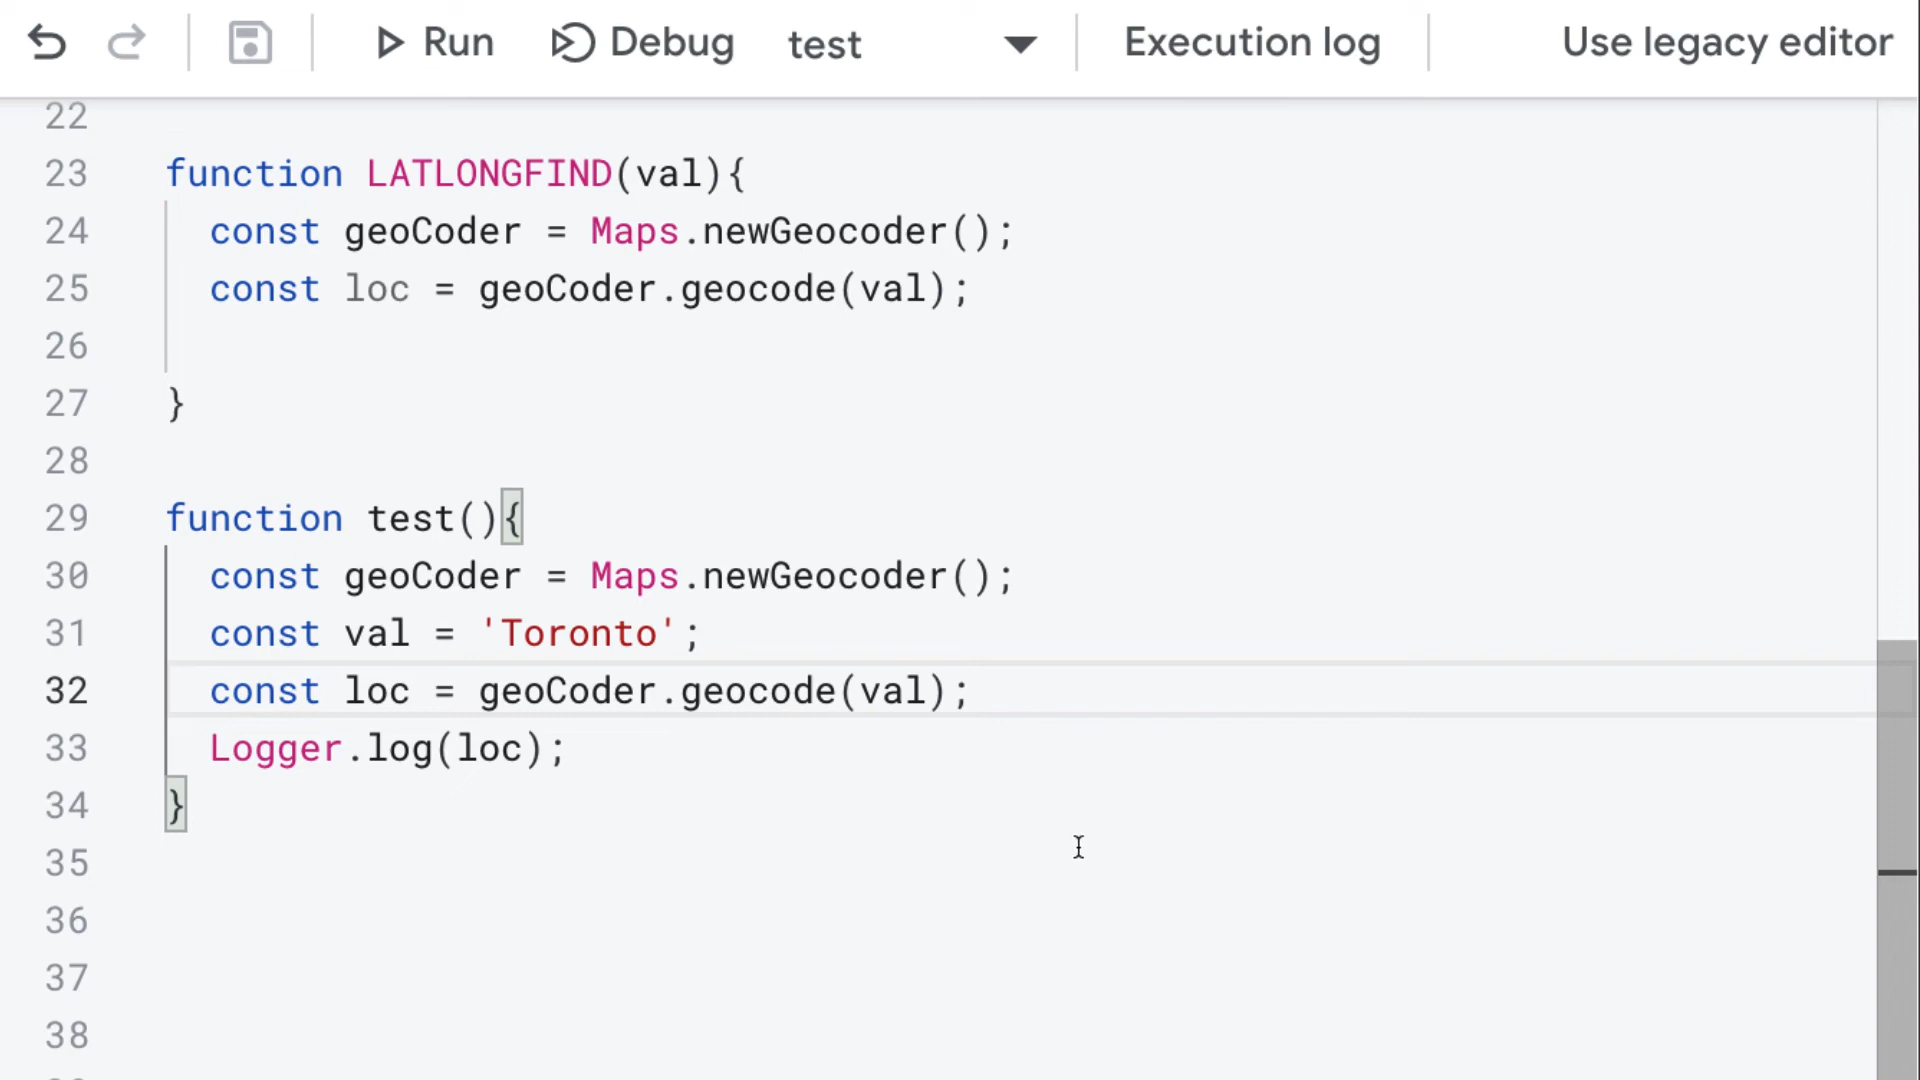 Run Debug test Execution log Use legacy editor
22
23 function LATLONGFIND(val){
24 const geoCoder = Maps.newGeocoder();
25 const loc = geoCoder.geocode(val);
26
27 }
28
29 function test(){
30 const geoCoder = Maps.newGeocoder();
31 const val = 'Toronto';
32 const loc = geoCoder.geocode(val);
33 Logger.log(loc);
34 }
35
36
37
38